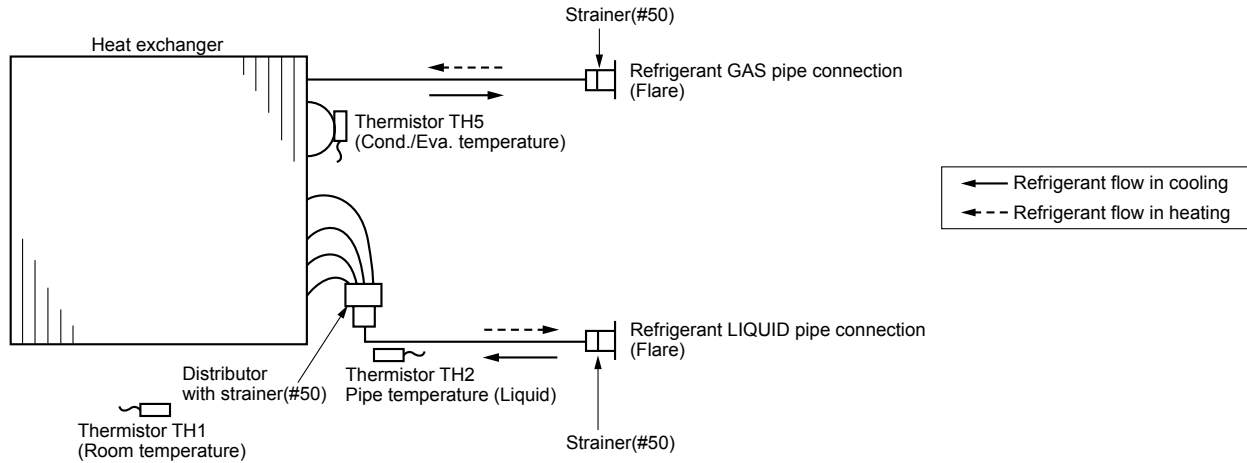 Strainer(#50)
Heat exchanger
Refrigerant GAS pipe connection
(Flare)
Thermistor TH5
(Cond./Eva. temperature)
Refrigerant flow in cooling
Refrigerant flow in heating
Refrigerant LIQUID pipe connection
(Flare)
Distributor
with strainer(#50)
Thermistor TH2
Pipe temperature (Liquid)
Thermistor TH1
(Room temperature)
Strainer(#50)